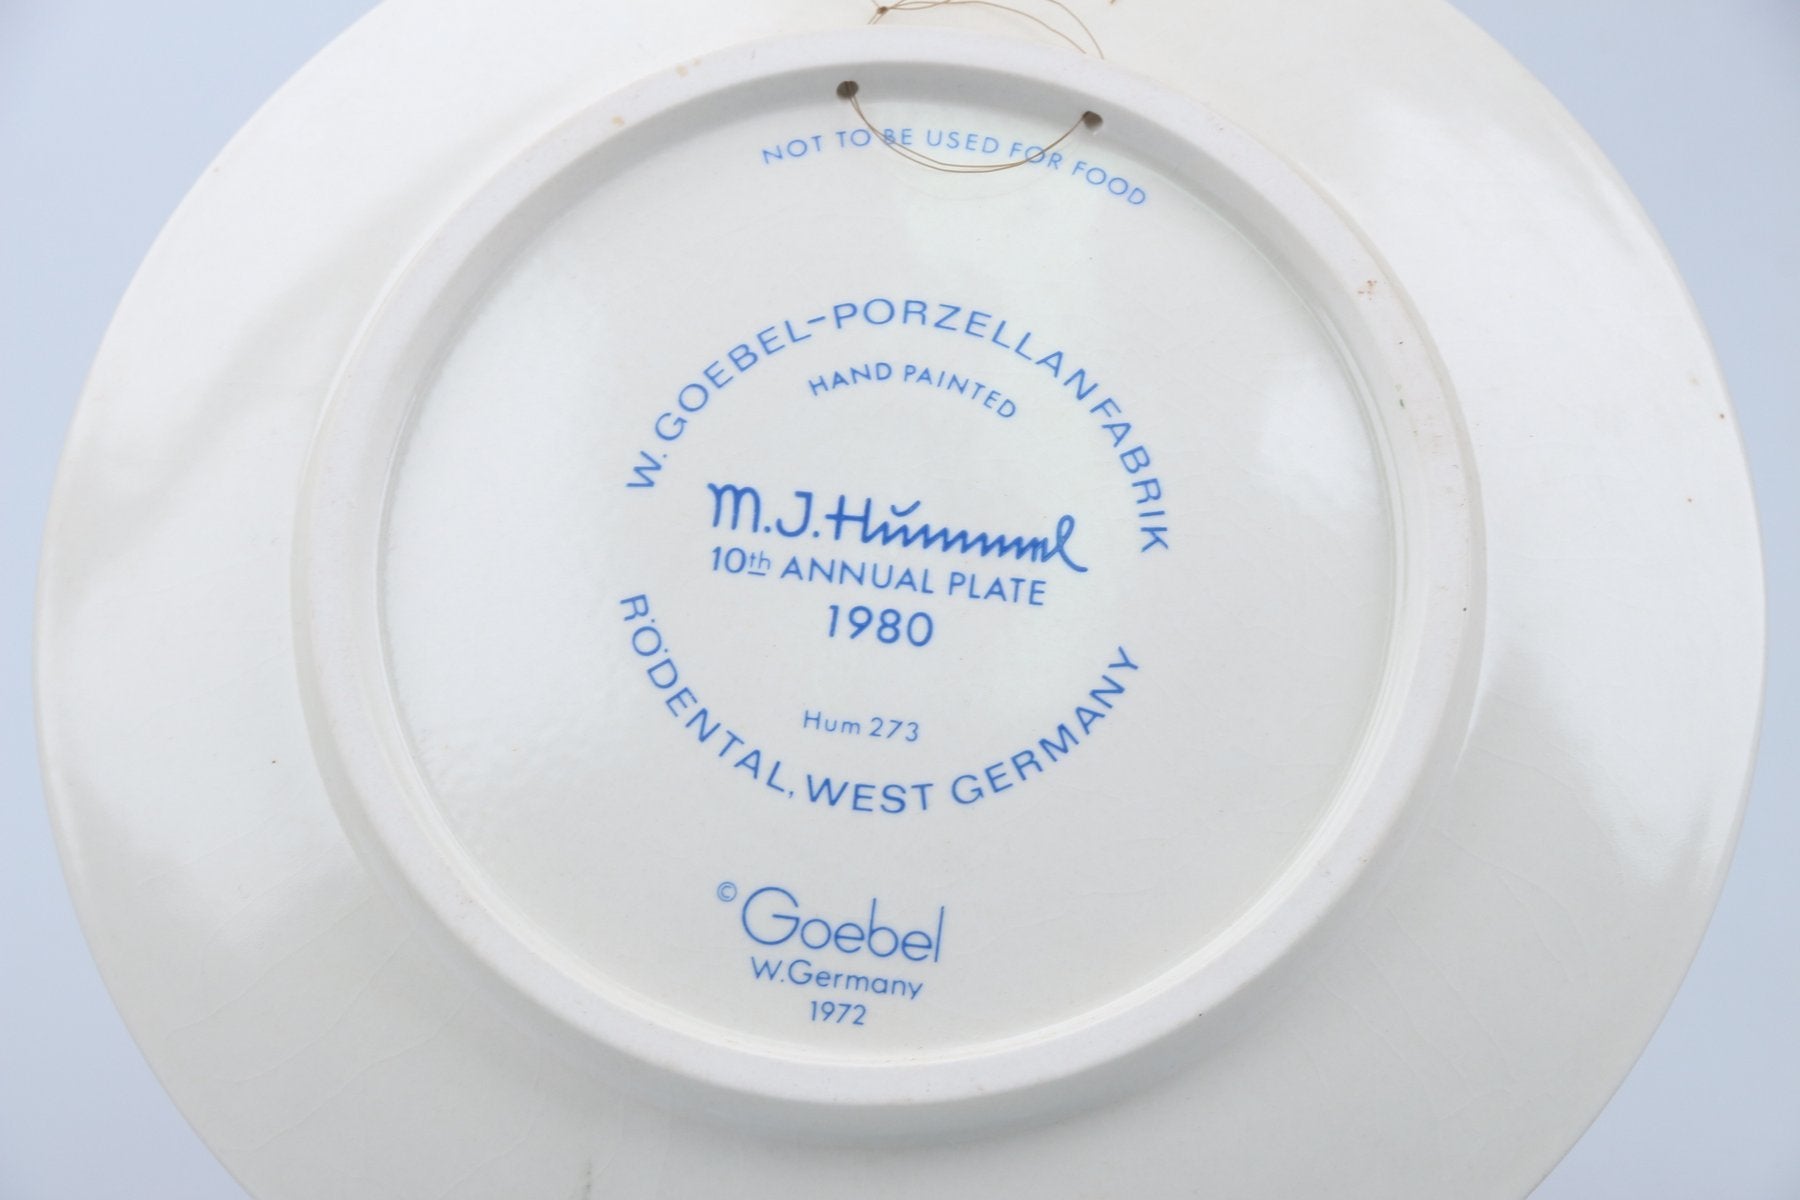 NOT TO BE USED FOR FOOD
W. GOEBEL-PORZELLANFABRIK
HAND PAINTED
M.J.Hummel
10th ANNUAL PLATE
1980
Hum 273
RÖDENTAL, WEST GERMANY
© Goebel
W.Germany
1972